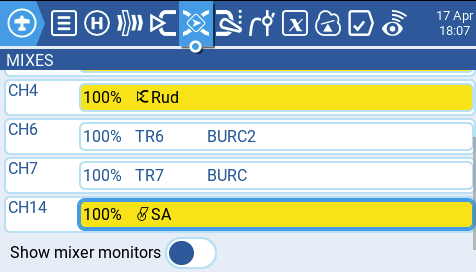 17 Apr
18:07
MIXES
CH4 100% Rud
CH6 100% TR6 BURC2
CH7 100% TR7 BURC
CH14 100% SA
Show mixer monitors